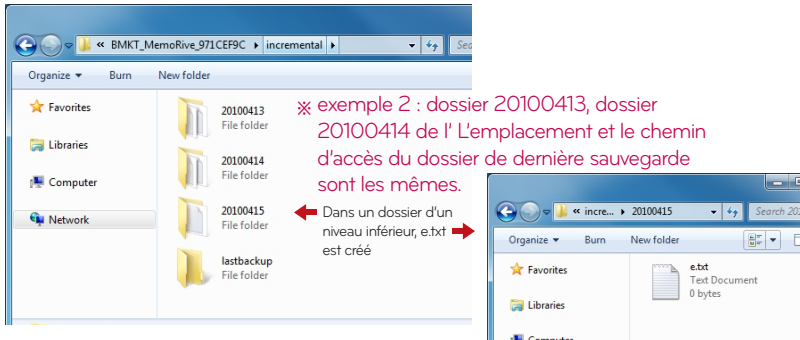 « BMKT_MemoRive_971CEF9C ▸ incremental ▸
Organize ▾ Burn New folder
Favorites
Libraries
Computer
Network
20100413
File folder
20100414
File folder
20100415
File folder
lastbackup
File folder
※ exemple 2 : dossier 20100413, dossier
20100414 de l' L'emplacement et le chemin
d'accès du dossier de dernière sauvegarde
sont les mêmes.
Dans un dossier d'un
niveau inférieur, e.txt
est créé
« incre... ▸ 20100415
Search 20
Organize ▾ Burn New folder
Favorites
Libraries
Computer
e.txt
Text Document
0 bytes